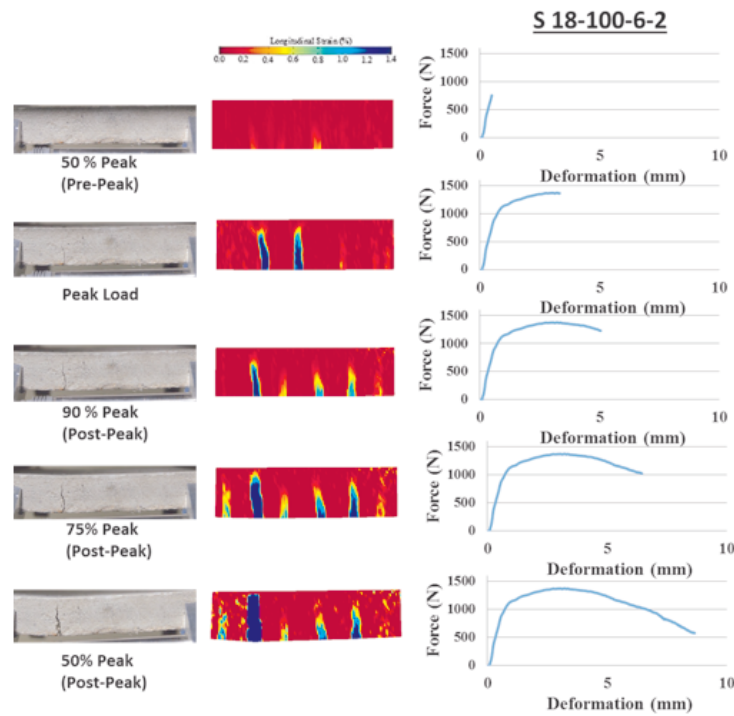 S 18-100-6-2
Longitudinal Strain (%)
0.0 0.2 0.4 0.6 0.8 1.0 1.2 1.4
50 % Peak
(Pre-Peak)
Force (N)
1500
1000
500
0
0 5 10
Deformation (mm)
Peak Load
Force (N)
1500
1000
500
0
0 5 10
Deformation (mm)
90 % Peak
(Post-Peak)
Force (N)
1500
1000
500
0
0 5 10
Deformation (mm)
75% Peak
(Post-Peak)
Force (N)
1500
1000
500
0
0 5 10
Deformation (mm)
50% Peak
(Post-Peak)
Force (N)
1500
1000
500
0
0 5 10
Deformation (mm)